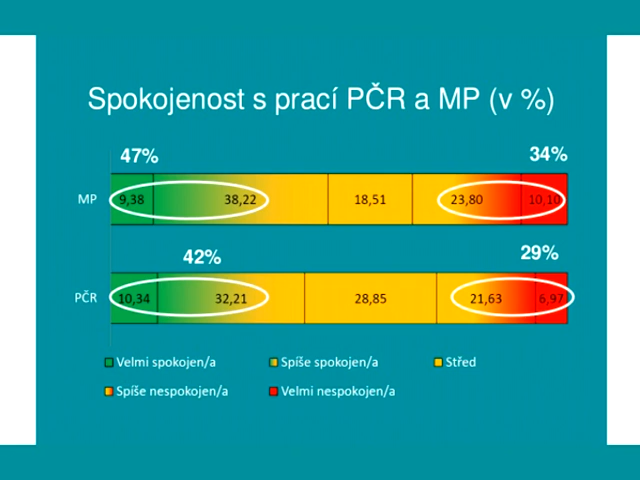 Spokojenost s prací PČR a MP (v %)
47% 34%
MP 9,38 38,22 18,51 23,80 10,10
42% 29%
PČR 10,34 32,21 28,85 21,63 6,97
Velmi spokojen/a Spíše spokojen/a Střed
Spíše nespokojen/a Velmi nespokojen/a